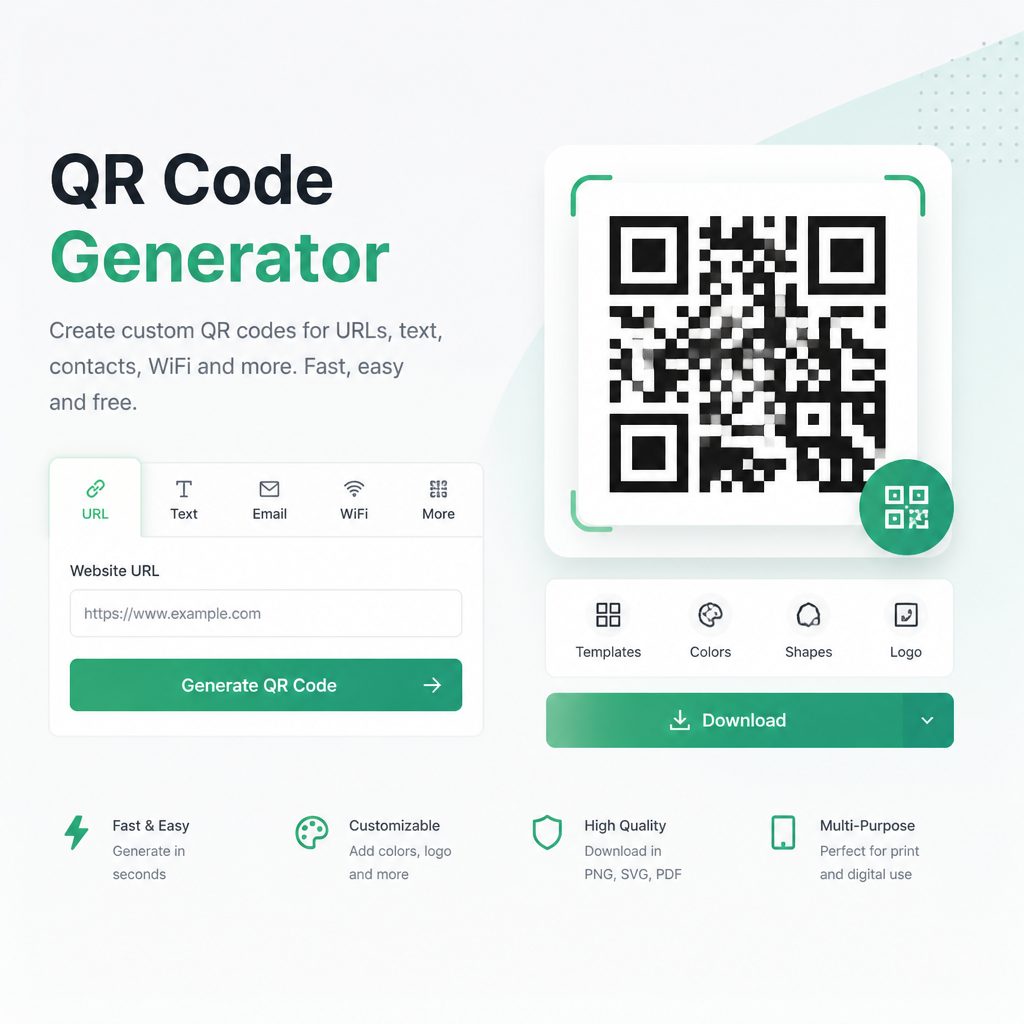 QR Code
Generator
Create custom QR codes for URLs, text,
contacts, WiFi and more. Fast, easy
and free.
URL
Text
Email
WiFi
More
Website URL
https://www.example.com
Generate QR Code
Templates
Colors
Shapes
Logo
Download
Fast & Easy
Generate in
seconds
Customizable
Add colors, logo
and more
High Quality
Download in
PNG, SVG, PDF
Multi-Purpose
Perfect for print
and digital use